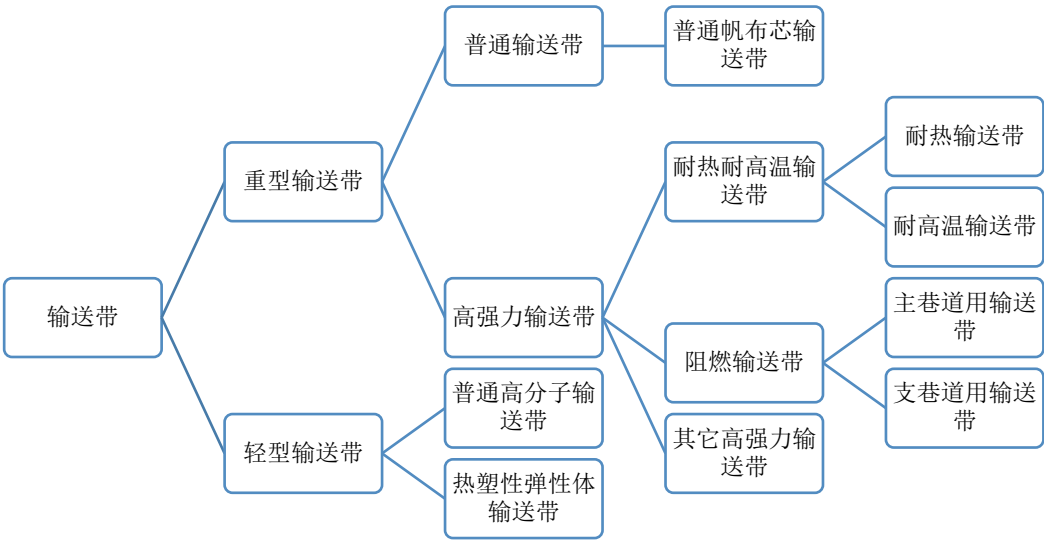 普通输送带
普通帆布芯输
送带
重型输送带
耐热耐高温输
送带
耐热输送带
耐高温输送带
输送带
高强力输送带
阻燃输送带
主巷道用输送
带
支巷道用输送
带
其它高强力输
送带
轻型输送带
普通高分子输
送带
热塑性弹性体
输送带